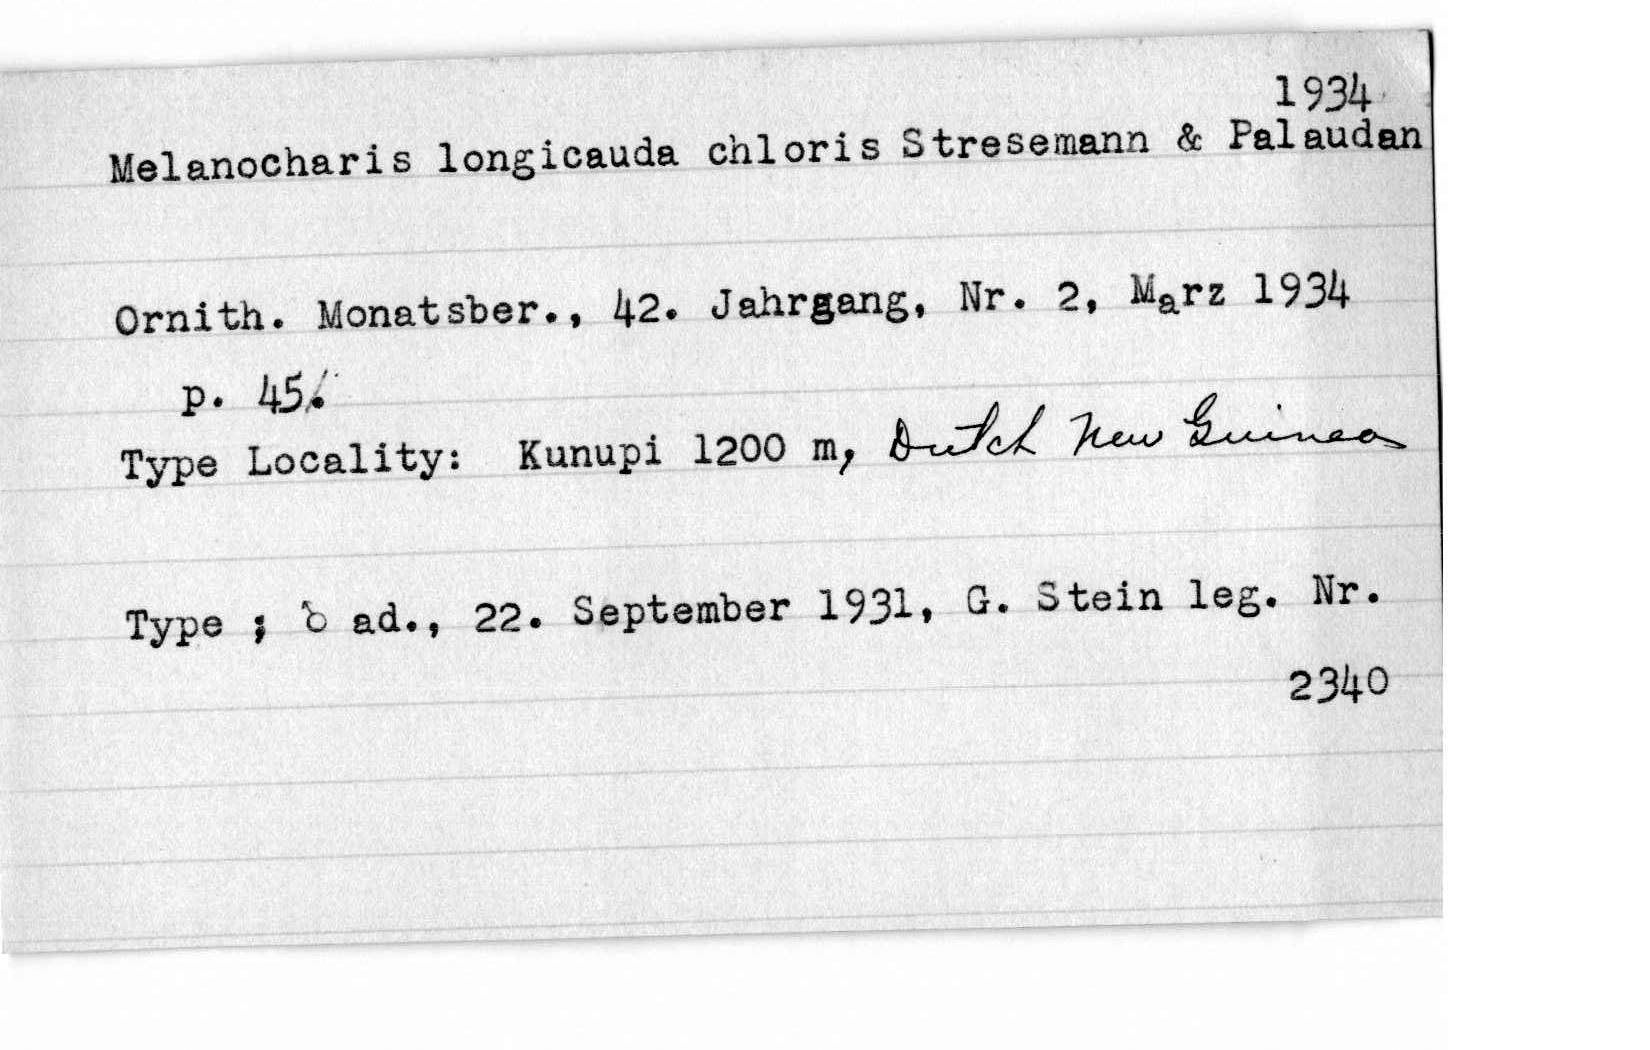 1934
Melanocharis longicauda chloris Stresemann & Palaudan
Ornith. Monatsber., 42. Jahrgang, Nr. 2, Marz 1934
p. 45.
Type Locality: Kunupi 1200 m, Dutch New Guinea
Type ; ♂ ad., 22. September 1931, G. Stein leg. Nr.
2340